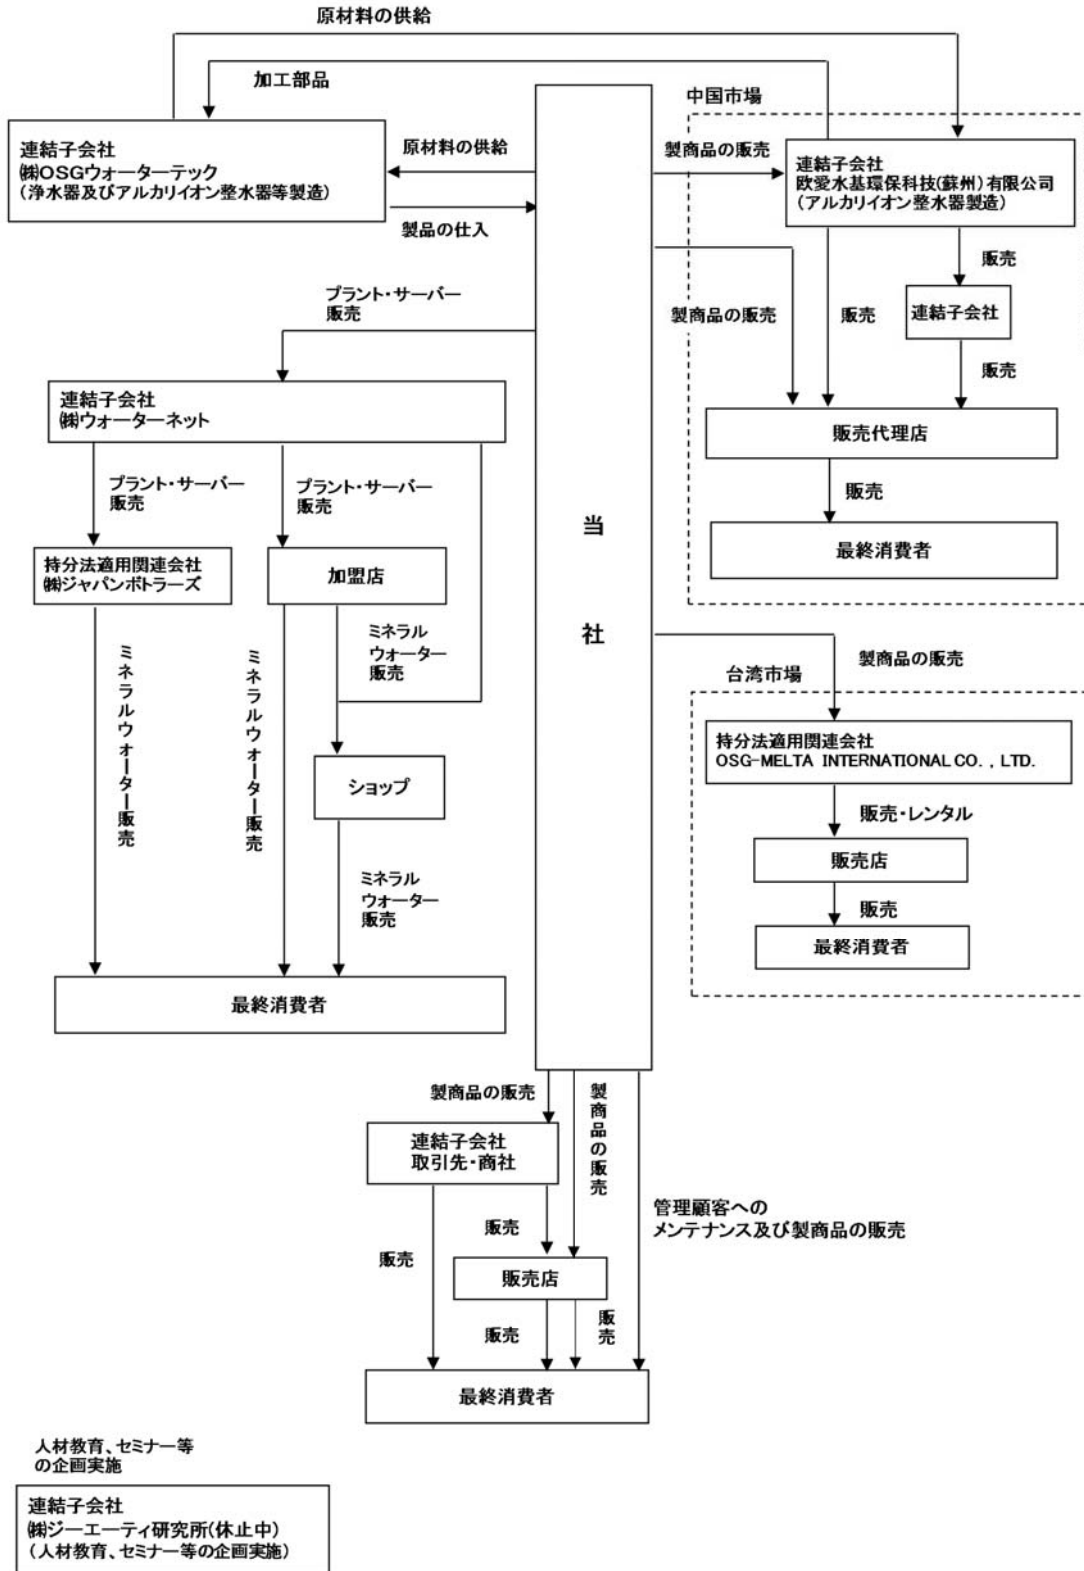 原材料の供給
加工部品
中国市場
連結子会社
㈱OSGウォーターテック
(浄水器及びアルカリイオン整水器等製造)
原材料の供給
製品の仕入
製商品の販売
連結子会社
欧愛水基環保科技(蘇州)有限公司
(アルカリイオン整水器製造)
販売
連結子会社
製商品の販売
販売
販売
販売代理店
販売
最終消費者
プラント・サーバー
販売
連結子会社
㈱ウォーターネット
プラント・サーバー
販売
プラント・サーバー
販売
持分法適用関連会社
㈱ジャパンボトラーズ
加盟店
ミネラル
ウォーター
販売
ミネラルウォーター販売
ミネラルウォーター販売
ショップ
ミネラル
ウォーター
販売
最終消費者
当社
製商品の販売
台湾市場
持分法適用関連会社
OSG-MELTA INTERNATIONAL CO. , LTD.
販売・レンタル
販売店
販売
最終消費者
製商品の販売
製商品の販売
連結子会社
取引先・商社
管理顧客への
メンテナンス及び製商品の販売
販売
販売
販売店
販売
販売
最終消費者
人材教育、セミナー等
の企画実施
連結子会社
㈱ジーエーティ研究所(休止中)
(人材教育、セミナー等の企画実施)